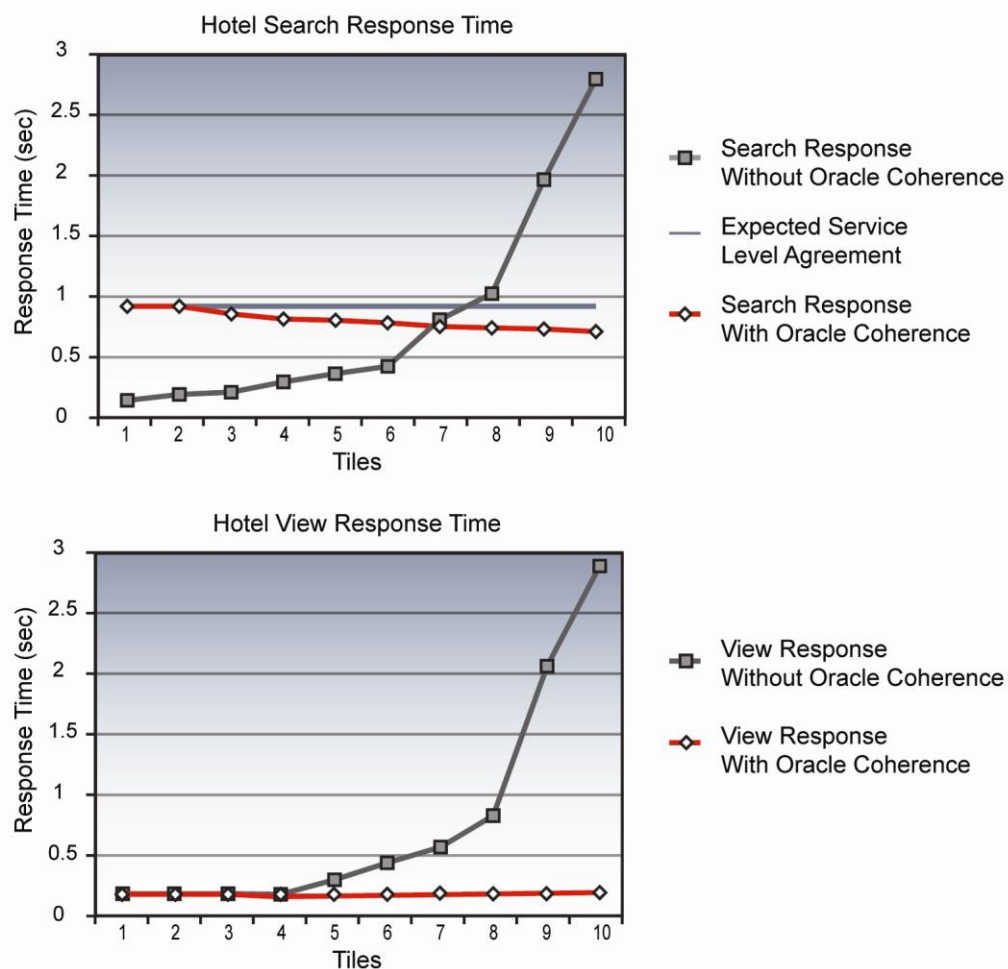 Hotel Search Response Time
3
2.5
2
1.5
1
0.5
0
Response Time (sec)
1 2 3 4 5 6 7 8 9 10
Tiles
Search Response
Without Oracle Coherence
Expected Service
Level Agreement
Search Response
With Oracle Coherence
Hotel View Response Time
3
2.5
2
1.5
1
0.5
0
Response Time (sec)
1 2 3 4 5 6 7 8 9 10
Tiles
View Response
Without Oracle Coherence
View Response
With Oracle Coherence